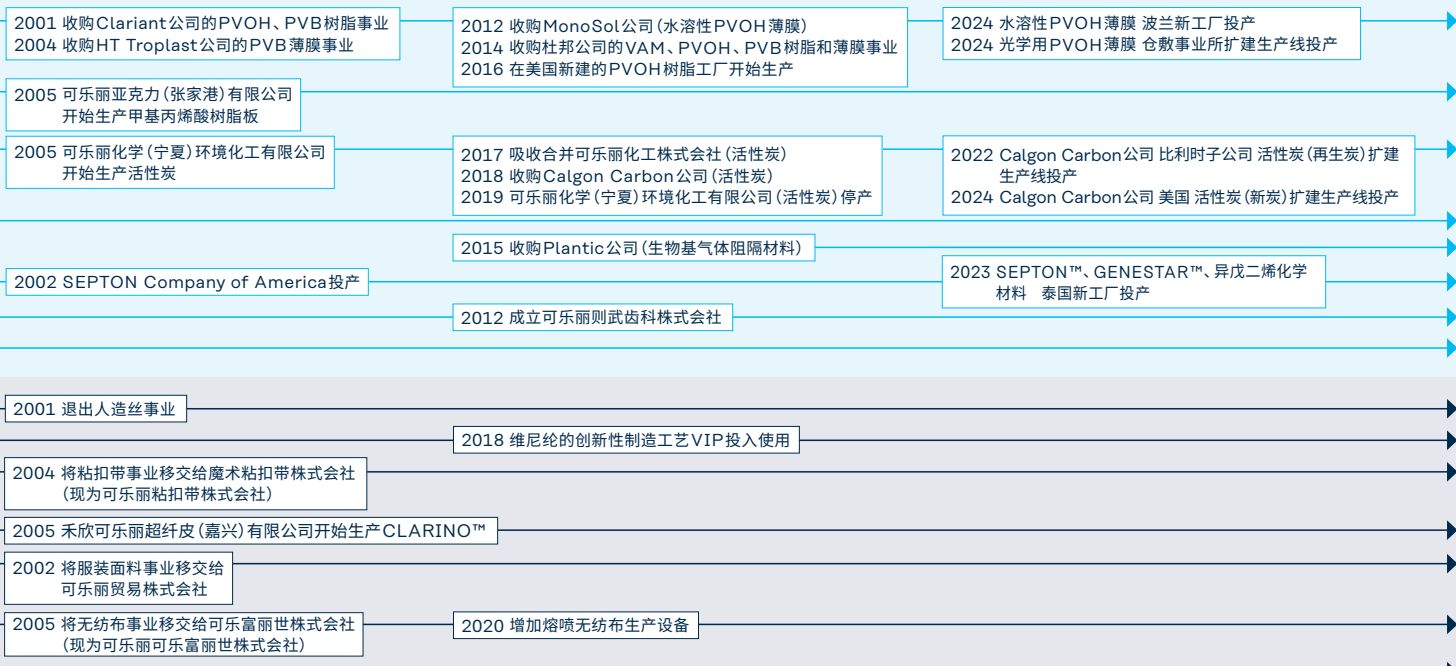 2001 收购Clariant公司的PVOH、PVB树脂事业
2004 收购HT Troplast公司的PVB薄膜事业
2012 收购MonoSol公司(水溶性PVOH薄膜)
2014 收购杜邦公司的VAM、PVOH、PVB树脂和薄膜事业
2016 在美国新建的PVOH树脂工厂开始生产
2024 水溶性PVOH薄膜 波兰新工厂投产
2024 光学用PVOH薄膜 仓敷事业所扩建生产线投产
2005 可乐丽亚克力(张家港)有限公司
开始生产甲基丙烯酸树脂板
2005 可乐丽化学(宁夏)环境化工有限公司
开始生产活性炭
2017 吸收合并可乐丽化工株式会社(活性炭)
2018 收购Calgon Carbon公司(活性炭)
2019 可乐丽化学(宁夏)环境化工有限公司(活性炭)停产
2022 Calgon Carbon公司 比利时子公司 活性炭(再生炭)扩建
生产线投产
2024 Calgon Carbon公司 美国 活性炭(新炭)扩建生产线投产
2015 收购Plantic公司(生物基气体阻隔材料)
2002 SEPTON Company of America投产
2023 SEPTON™、GENESTAR™、异戊二烯化学
材料 泰国新工厂投产
2012 成立可乐丽则武齿科株式会社
2001 退出人造丝事业
2018 维尼纶的创新性制造工艺VIP投入使用
2004 将粘扣带事业移交给魔术粘扣带株式会社
(现为可乐丽粘扣带株式会社)
2005 禾欣可乐丽超纤皮(嘉兴)有限公司开始生产CLARINO™
2002 将服装面料事业移交给
可乐丽贸易株式会社
2005 将无纺布事业移交给可乐富丽世株式会社
(现为可乐丽可乐富丽世株式会社)
2020 增加熔喷无纺布生产设备